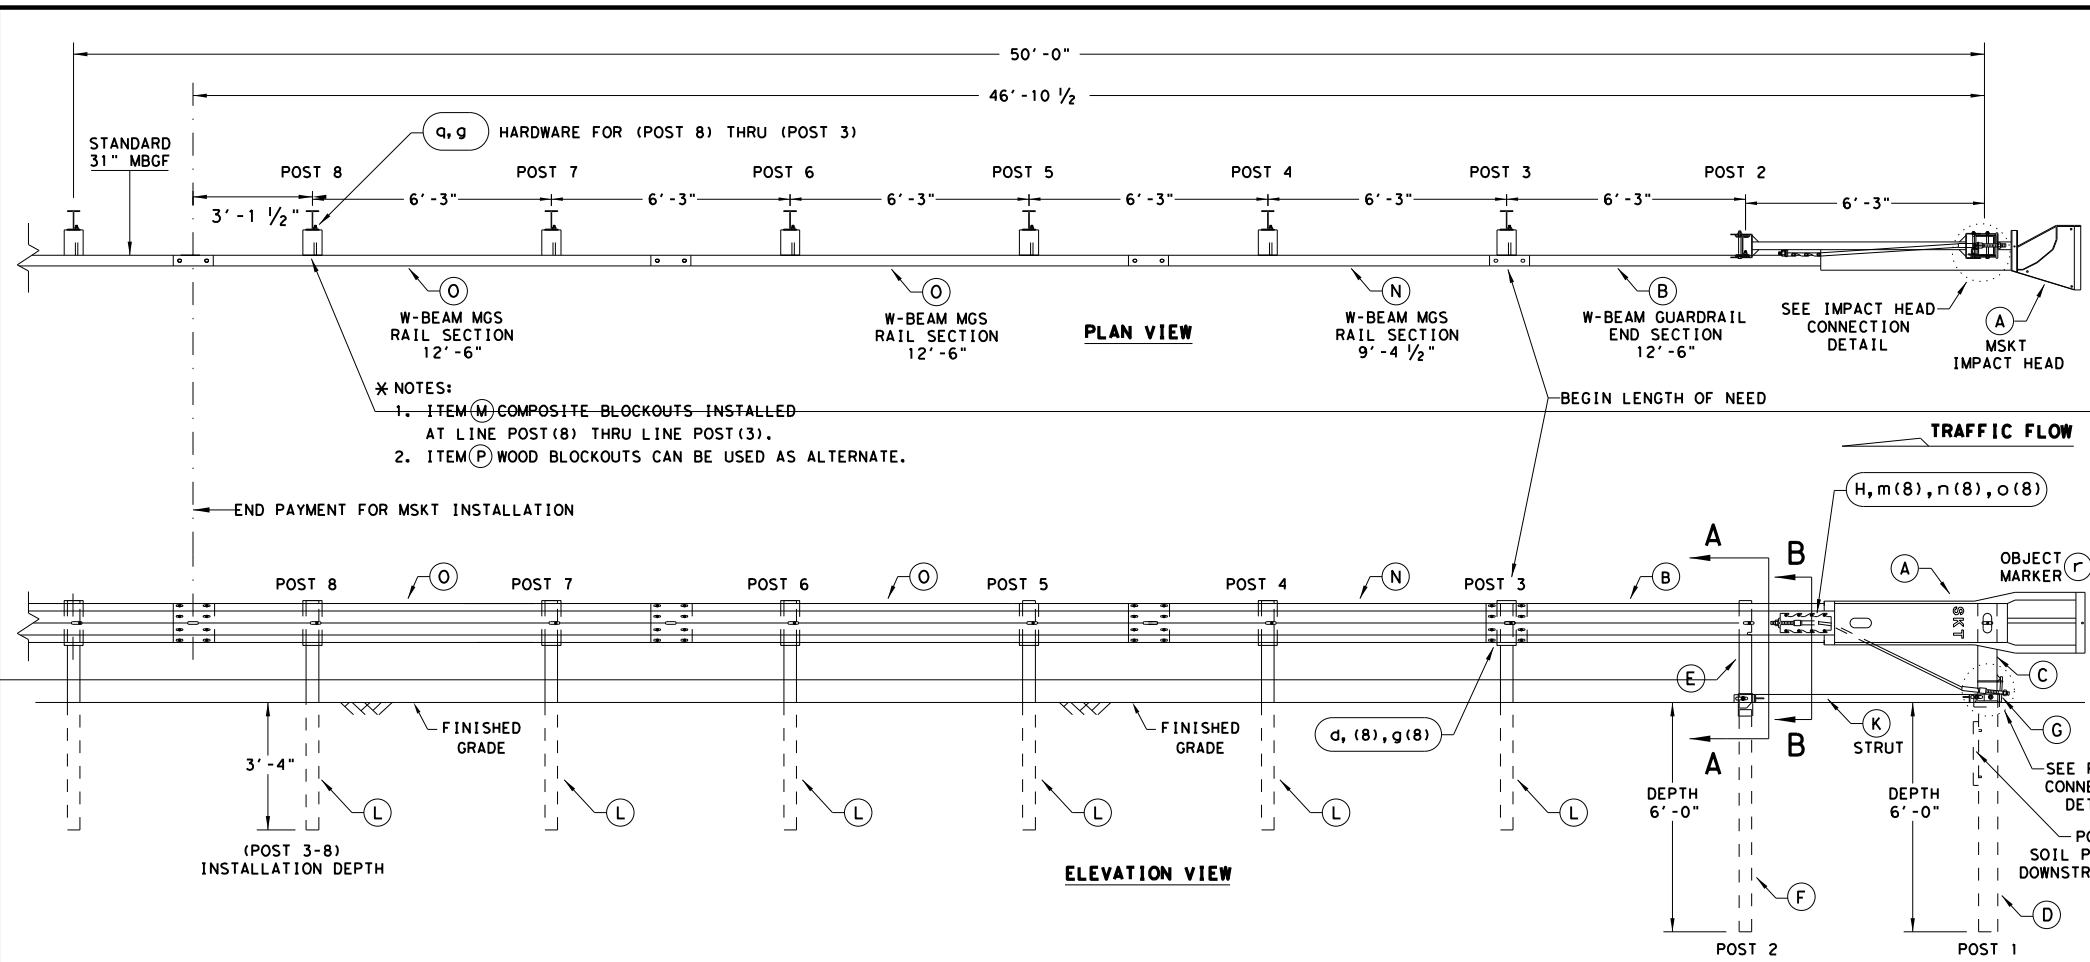 50'-0"
46'-10 ½
q,g HARDWARE FOR (POST 8) THRU (POST 3)
STANDARD
31" MBGF
POST 8
POST 7
POST 6
POST 5
POST 4
POST 3
POST 2
3'-1 ½"
6'-3"
6'-3"
6'-3"
6'-3"
6'-3"
6'-3"
6'-3"
O
W-BEAM MGS
RAIL SECTION
12'-6"
O
W-BEAM MGS
RAIL SECTION
12'-6"
PLAN VIEW
N
W-BEAM MGS
RAIL SECTION
9'-4 ½"
B
W-BEAM GUARDRAIL
END SECTION
12'-6"
SEE IMPACT HEAD
CONNECTION
DETAIL
A
MSKT
IMPACT HEAD
* NOTES:
1. ITEM M COMPOSITE BLOCKOUTS INSTALLED
AT LINE POST(8) THRU LINE POST(3).
2. ITEM P WOOD BLOCKOUTS CAN BE USED AS ALTERNATE.
BEGIN LENGTH OF NEED
TRAFFIC FLOW
END PAYMENT FOR MSKT INSTALLATION
H,m(8),n(8),o(8)
A
B
OBJECT
MARKER r
A
POST 8
O
POST 7
POST 6
O
POST 5
POST 4
N
POST 3
B
SKT
E
C
FINISHED
GRADE
FINISHED
GRADE
d,(8),g(8)
K
STRUT
G
A
B
3'-4"
SEE
CONNE
DET
DEPTH
6'-0"
DEPTH
6'-0"
L
L
L
L
L
L
(POST 3-8)
INSTALLATION DEPTH
ELEVATION VIEW
SOIL P
DOWNSTR
F
D
POST 2
POST 1